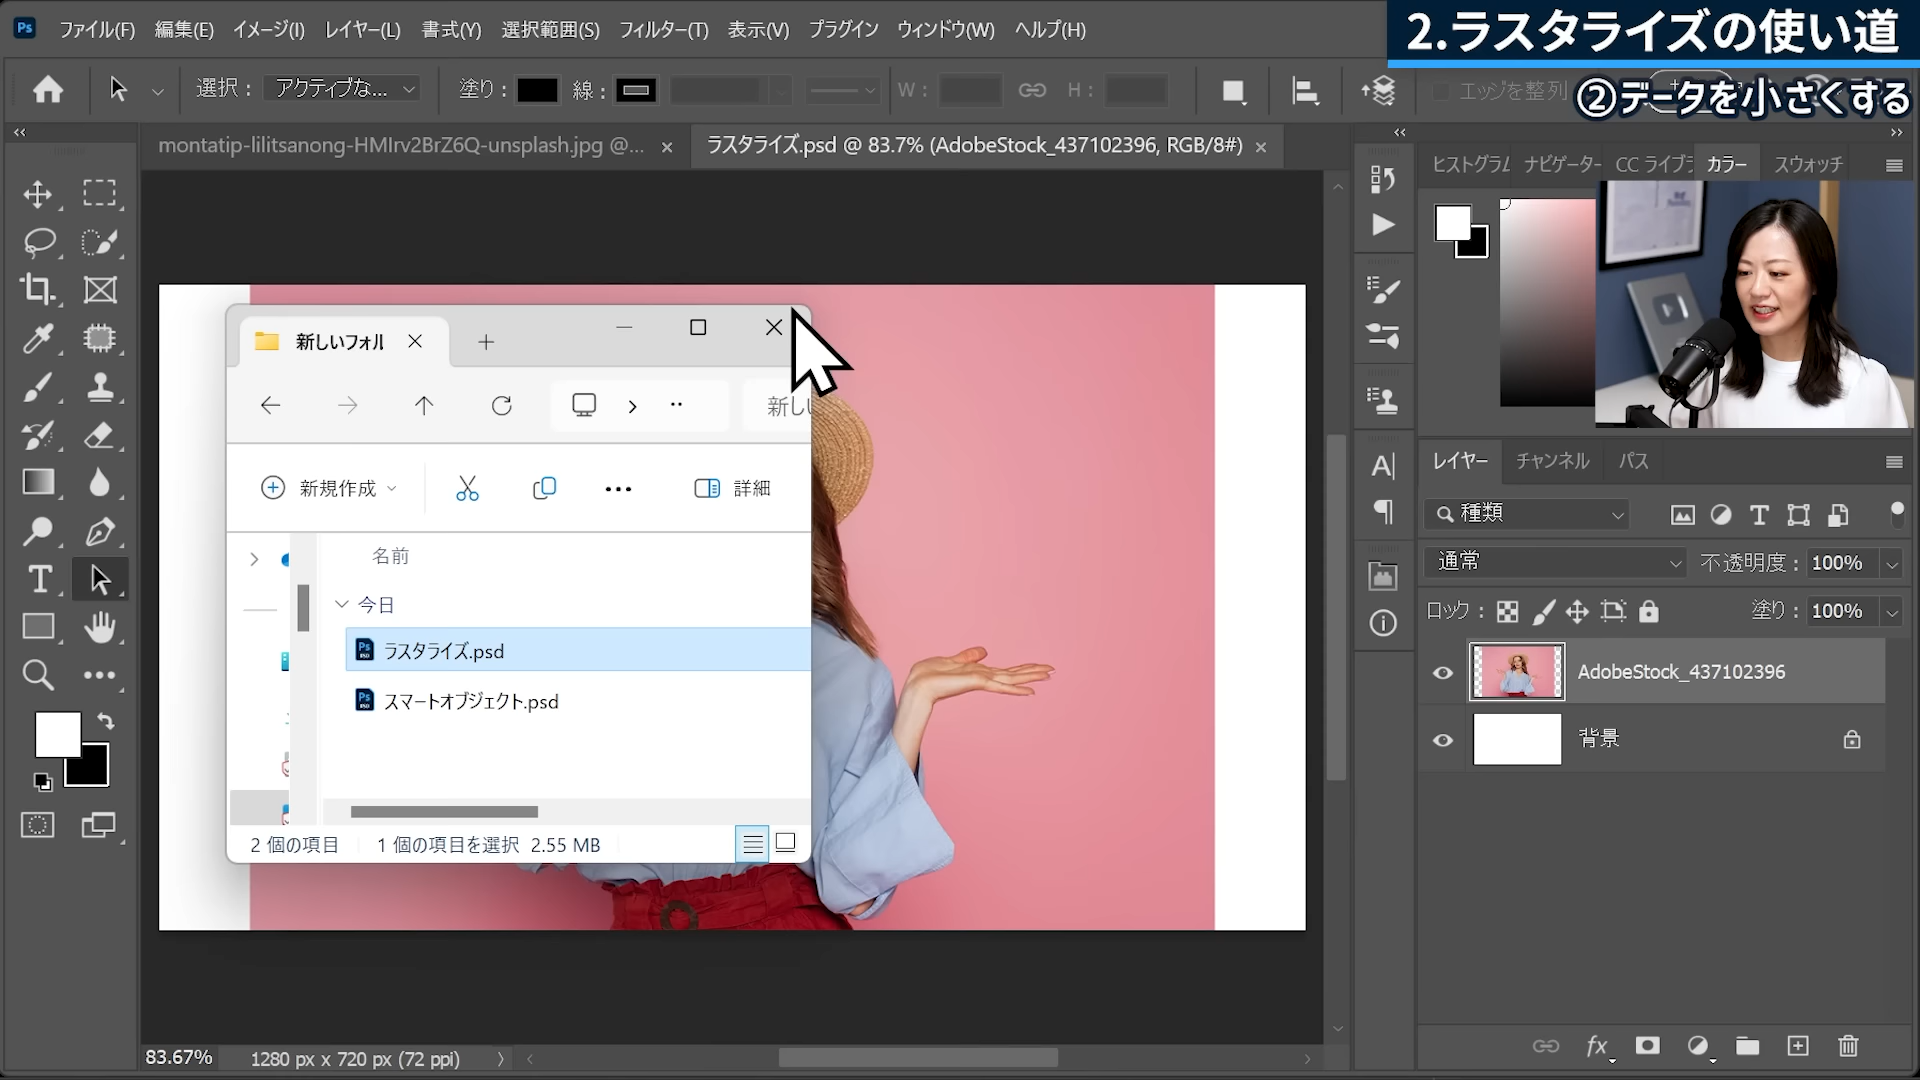 Ps ファイル(F) 編集(E) イメージ(I) レイヤー(L) 書式(Y) 選択範囲(S) フィルター(T) 表示(V) プラグイン ウィンドウ(W) ヘルプ(H)
2.ラスタライズの使い道
選択: アクティブな... 塗り: 線: W: H: エッジを整列
②データを小さくする
montatip-lilitsanong-HMIrv2BrZ6Q-unsplash.jpg @...
ラスタライズ.psd @ 83.7% (AdobeStock_437102396, RGB/8#)
ヒストグラム ナビゲーター CC ライブラ カラー スウォッチ
新しいフォル
新し
新規作成
詳細
名前
今日
ラスタライズ.psd
スマートオブジェクト.psd
2 個の項目 1 個の項目を選択 2.55 MB
レイヤー チャンネル パス
種類
通常 不透明度: 100%
ロック: 塗り: 100%
AdobeStock_437102396
背景
83.67% 1280 px x 720 px (72 ppi)
fx